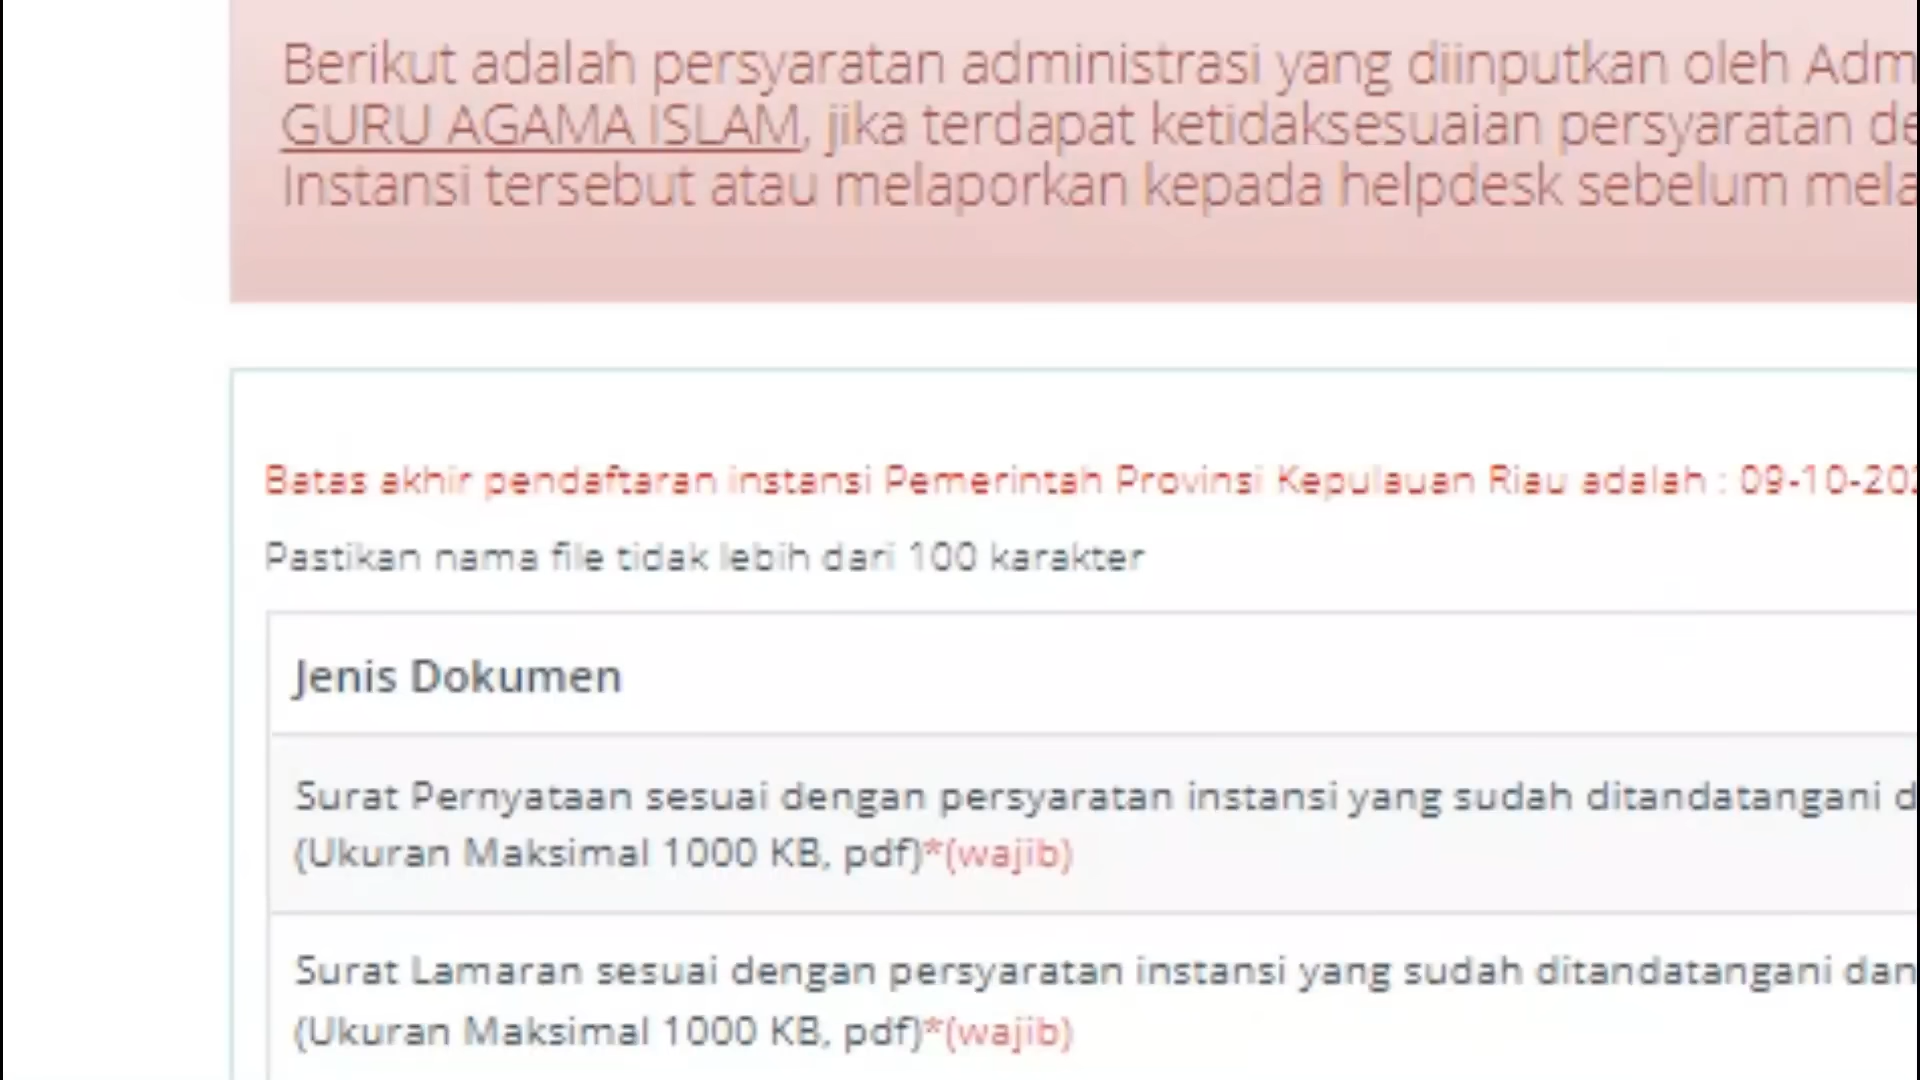 Berikut adalah persyaratan administrasi yang diinputkan oleh Adm
GURU AGAMA ISLAM, jika terdapat ketidaksesuaian persyaratan de
Instansi tersebut atau melaporkan kepada helpdesk sebelum mela
Batas akhir pendaftaran instansi Pemerintah Provinsi Kepulauan Riau adalah : 09-10-202
Pastikan nama file tidak lebih dari 100 karakter
Jenis Dokumen
Surat Pernyataan sesuai dengan persyaratan instansi yang sudah ditandatangani d
(Ukuran Maksimal 1000 KB, pdf)*(wajib)
Surat Lamaran sesuai dengan persyaratan instansi yang sudah ditandatangani dan
(Ukuran Maksimal 1000 KB, pdf)*(wajib)